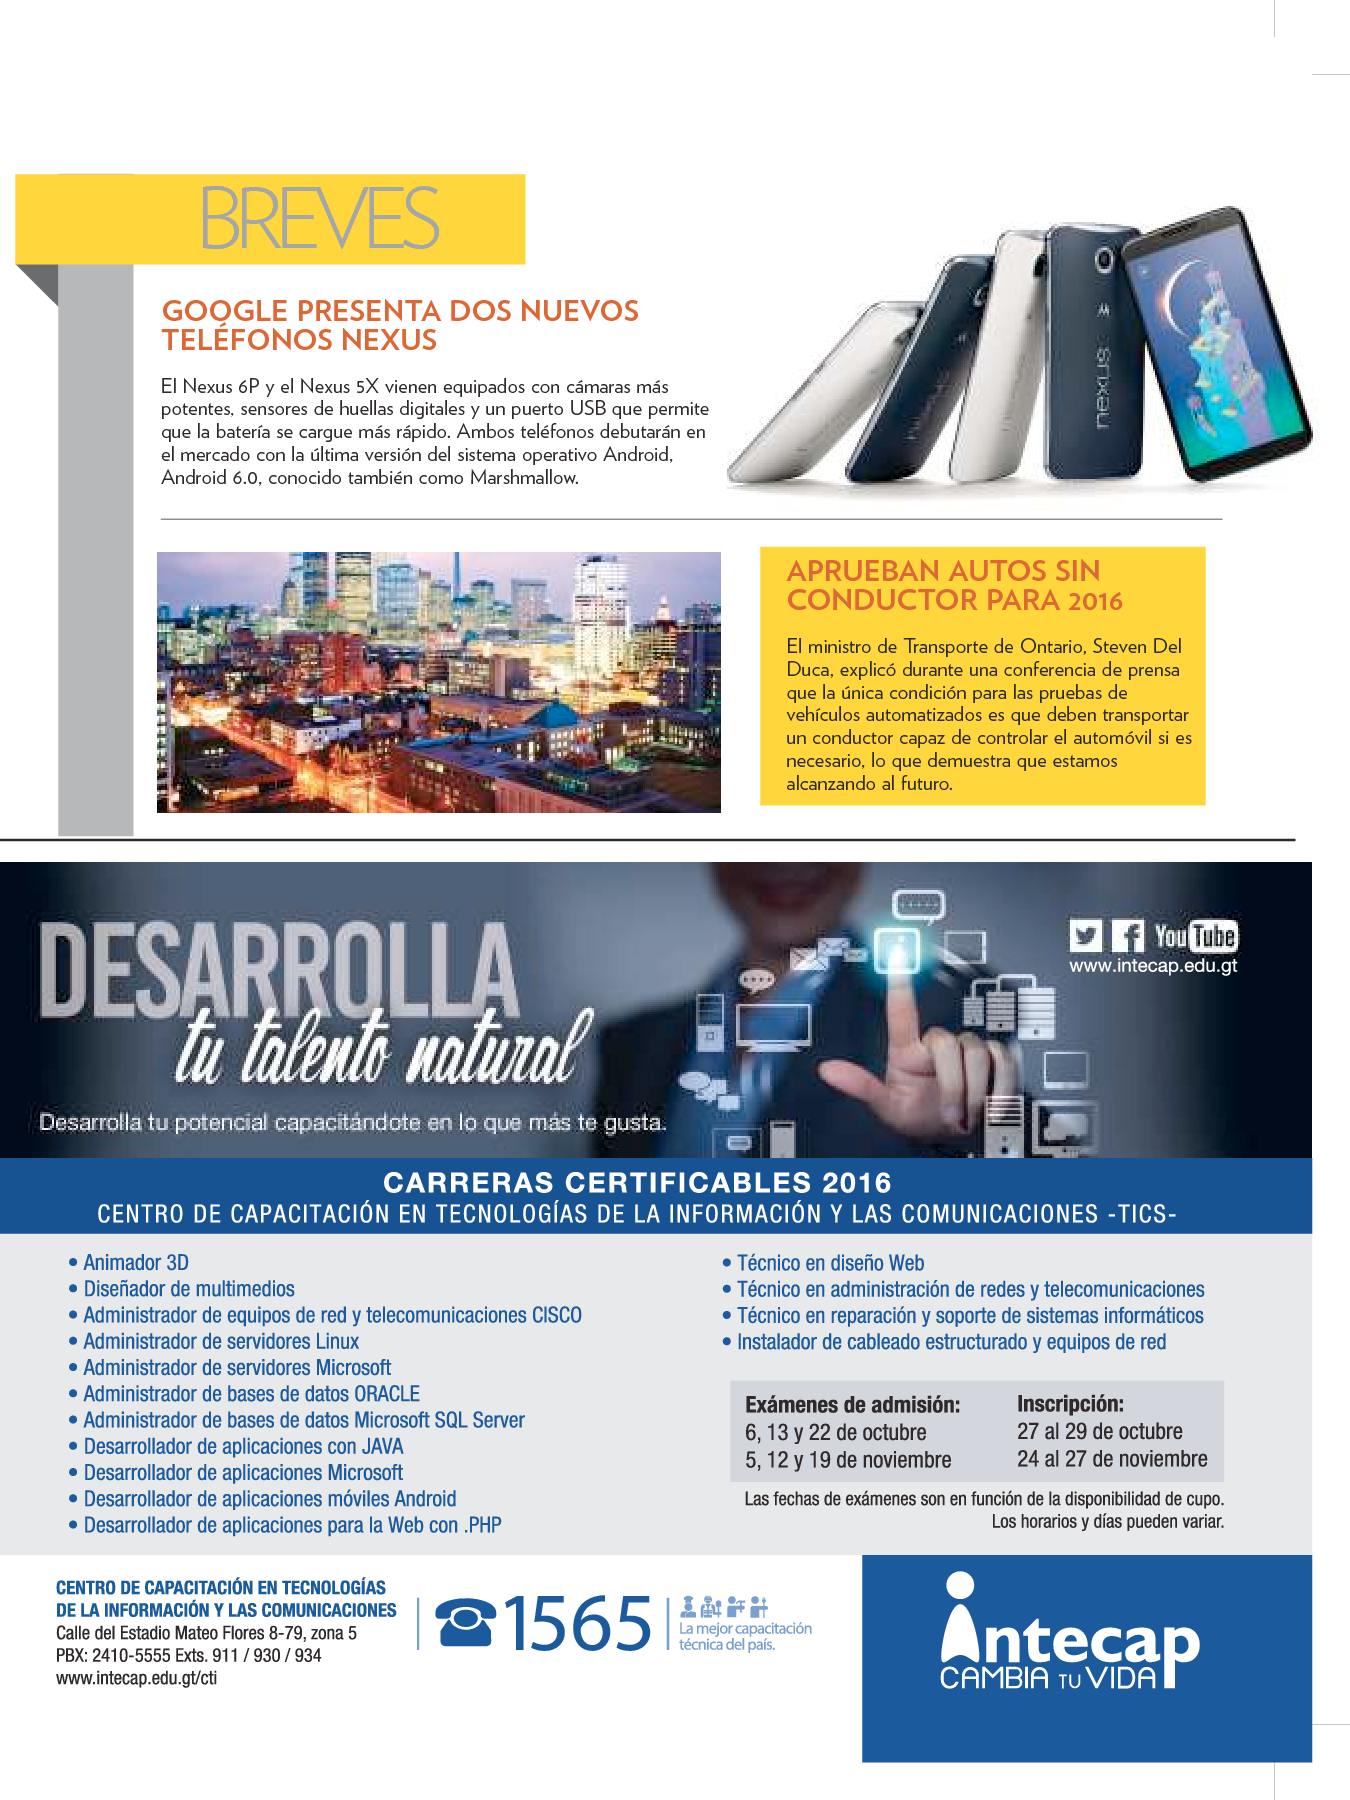 BREVES
GOOGLE PRESENTA DOS NUEVOS
TELÉFONOS NEXUS
El Nexus 6P y el Nexus 5X vienen equipados con cámaras más
potentes, sensores de huellas digitales y un puerto USB que permite
que la batería se cargue más rápido. Ambos teléfonos debutarán en
el mercado con la última versión del sistema operativo Android,
Android 6.0, conocido también como Marshmallow.
nexus
APRUEBAN AUTOS SIN
CONDUCTOR PARA 2016
El ministro de Transporte de Ontario, Steven Del
Duca, explicó durante una conferencia de prensa
que la única condición para las pruebas de
vehículos automatizados es que deben transportar
un conductor capaz de controlar el automóvil si es
necesario, lo que demuestra que estamos
alcanzando al futuro.
DESARROLLA
tu talento natural
Desarrolla tu potencial capacitándote en lo que más te gusta.
You Tube
www.intecap.edu.gt
CARRERAS CERTIFICABLES 2016
CENTRO DE CAPACITACIÓN EN TECNOLOGÍAS DE LA INFORMACIÓN Y LAS COMUNICACIONES -TICS-
• Animador 3D
• Diseñador de multimedios
• Administrador de equipos de red y telecomunicaciones CISCO
• Administrador de servidores Linux
• Administrador de servidores Microsoft
• Administrador de bases de datos ORACLE
• Administrador de bases de datos Microsoft SQL Server
• Desarrollador de aplicaciones con JAVA
• Desarrollador de aplicaciones Microsoft
• Desarrollador de aplicaciones móviles Android
• Desarrollador de aplicaciones para la Web con .PHP
• Técnico en diseño Web
• Técnico en administración de redes y telecomunicaciones
• Técnico en reparación y soporte de sistemas informáticos
• Instalador de cableado estructurado y equipos de red
Exámenes de admisión:
6, 13 y 22 de octubre
5, 12 y 19 de noviembre
Inscripción:
27 al 29 de octubre
24 al 27 de noviembre
Las fechas de exámenes son en función de la disponibilidad de cupo.
Los horarios y días pueden variar.
CENTRO DE CAPACITACIÓN EN TECNOLOGÍAS
DE LA INFORMACIÓN Y LAS COMUNICACIONES
Calle del Estadio Mateo Flores 8-79, zona 5
PBX: 2410-5555 Exts. 911 / 930 / 934
www.intecap.edu.gt/cti
1565
La mejor capacitación
técnica del país.
intecap
CAMBIA TU VIDA